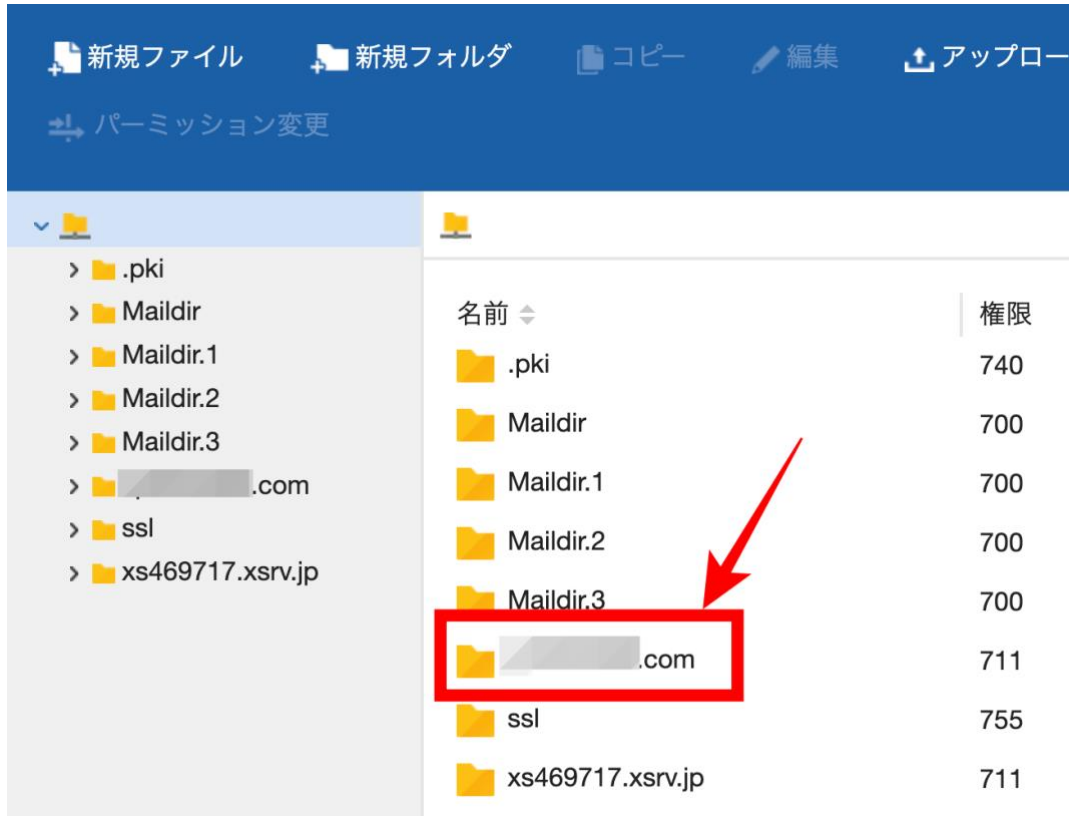 新規ファイル 新規フォルダ コピー 編集 アップロー
パーミッション変更
.pki
Maildir
Maildir.1
Maildir.2
Maildir.3
.com
ssl
xs469717.xsrv.jp
名前 権限
.pki 740
Maildir 700
Maildir.1 700
Maildir.2 700
Maildir.3 700
.com 711
ssl 755
xs469717.xsrv.jp 711